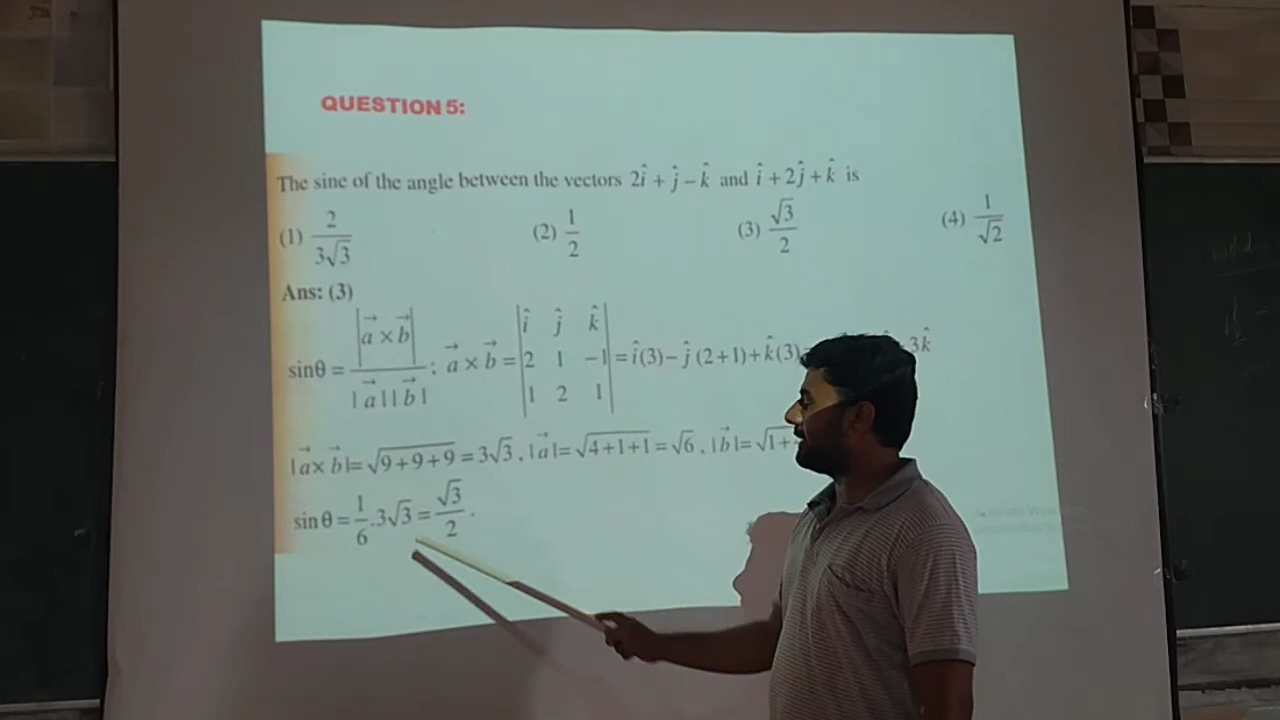 QUESTION 5:
The sine of the angle between the vectors 2î + ĵ – k̂ and î + 2ĵ + k̂ is
(1) 2/3√3 (2) 1/2 (3) √3/2 (4) 1/√2
Ans: (3)
sinθ = |a⃗ × b⃗| / |a⃗||b⃗| ; a⃗ × b⃗ = |î ĵ k̂; 2 1 −1; 1 2 1| = î(3) − ĵ (2+1) + k̂(3) 3k̂
|a⃗ × b⃗| = √9+9+9 = 3√3 , |a⃗| = √4+1+1 = √6 , |b⃗| = √1+
sinθ = 1/6 . 3√3 = √3/2 .